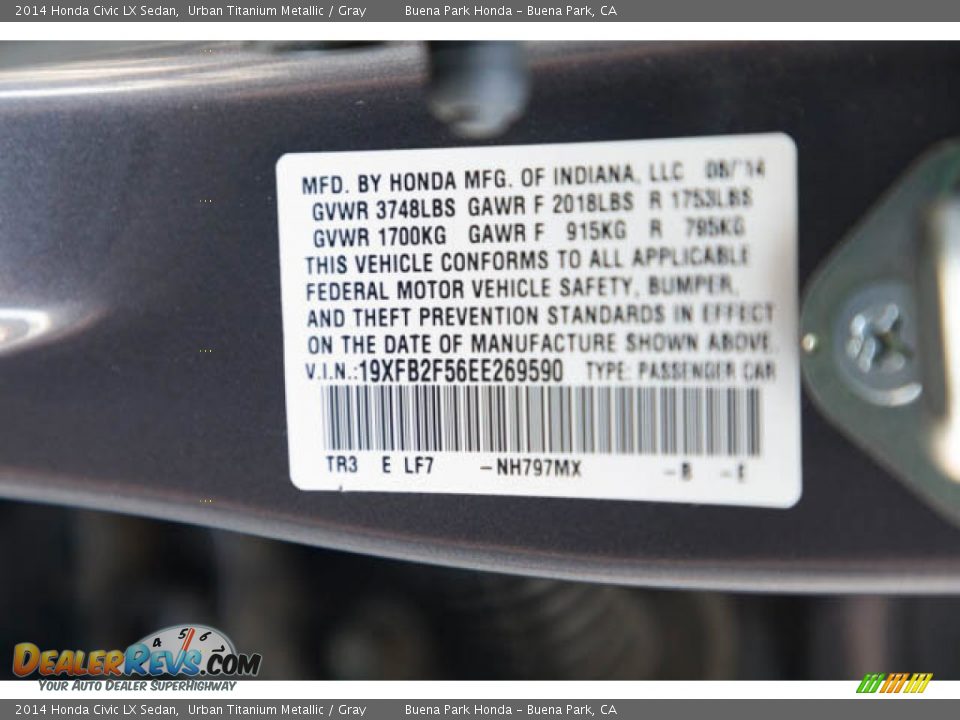 2014 Honda Civic LX Sedan,  Urban Titanium Metallic / Gray  Buena Park Honda - Buena Park, CA
MFD. BY HONDA MFG. OF INDIANA, LLC 08/14
GVWR 3748LBS GAWR F 2018LBS R 1753LBS
GVWR 1700KG GAWR F 915KG R 795KG
THIS VEHICLE CONFORMS TO ALL APPLICABLE
FEDERAL MOTOR VEHICLE SAFETY, BUMPER,
AND THEFT PREVENTION STANDARDS IN EFFECT
ON THE DATE OF MANUFACTURE SHOWN ABOVE.
V.I.N.:19XFB2F56EE269590 TYPE: PASSENGER CAR
TR3 E LF7 -NH797MX -B -E
4 5 6
DEALERREVS.COM
YOUR AUTO DEALER SUPERHIGHWAY
2014 Honda Civic LX Sedan,  Urban Titanium Metallic / Gray  Buena Park Honda - Buena Park, CA